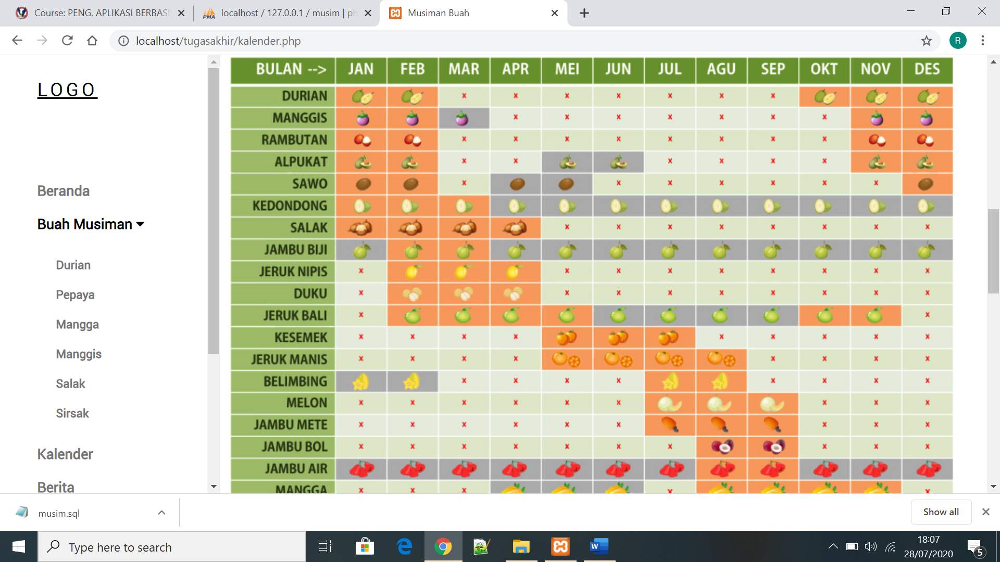 Course: PENG. APLIKASI BERBASI
localhost / 127.0.0.1 / musim | ph
Musiman Buah
localhost/tugasakhir/kalender.php
R
LOGO
Beranda
Buah Musiman
Durian
Pepaya
Mangga
Manggis
Salak
Sirsak
Kalender
Berita
BULAN --> JAN FEB MAR APR MEI JUN JUL AGU SEP OKT NOV DES
DURIAN x x x x x x x
MANGGIS x x x x x x x
RAMBUTAN x x x x x x x x
ALPUKAT x x x x x x
SAWO x x x x x x x
KEDONDONG
SALAK x x x x x x x x
JAMBU BIJI
JERUK NIPIS x x x x x x x x x
DUKU x x x x x x x x x
JERUK BALI x x
KESEMEK x x x x x x x x x
JERUK MANIS x x x x x x x x
BELIMBING x x x x x x x x
MELON x x x x x x x x x
JAMBU METE x x x x x x x x x
JAMBU BOL x x x x x x x x x x
JAMBU AIR
MANGGA x x x x x
musim.sql
Show all
PMA
Type here to search
W
18:07
28/07/2020
5